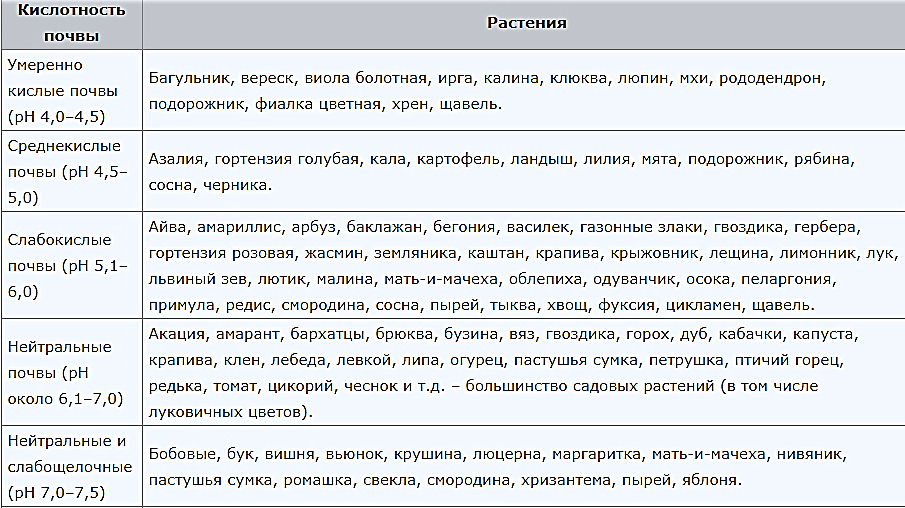 Кислотность
почвы
Растения
Умеренно
кислые почвы
(pH 4,0–4,5)
Багульник, вереск, виола болотная, ирга, калина, клюква, люпин, мхи, рододендрон,
подорожник, фиалка цветная, хрен, щавель.
Среднекислые
почвы (pH 4,5–
5,0)
Азалия, гортензия голубая, кала, картофель, ландыш, лилия, мята, подорожник, рябина,
сосна, черника.
Слабокислые
почвы (pH 5,1–
6,0)
Айва, амариллис, арбуз, баклажан, бегония, василек, газонные злаки, гвоздика, гербера,
гортензия розовая, жасмин, земляника, каштан, крапива, крыжовник, лещина, лимонник, лук,
львиный зев, лютик, малина, мать-и-мачеха, облепиха, одуванчик, осока, пеларгония,
примула, редис, смородина, сосна, пырей, тыква, хвощ, фуксия, цикламен, щавель.
Нейтральные
почвы (pH
около 6,1–7,0)
Акация, амарант, бархатцы, брюква, бузина, вяз, гвоздика, горох, дуб, кабачки, капуста,
крапива, клен, лебеда, левкой, липа, огурец, пастушья сумка, петрушка, птичий горец,
редька, томат, цикорий, чеснок и т.д. – большинство садовых растений (в том числе
луковичных цветов).
Нейтральные и
слабощелочные
(pH 7,0–7,5)
Бобовые, бук, вишня, вьюнок, крушина, люцерна, маргаритка, мать-и-мачеха, нивяник,
пастушья сумка, ромашка, свекла, смородина, хризантема, пырей, яблоня.